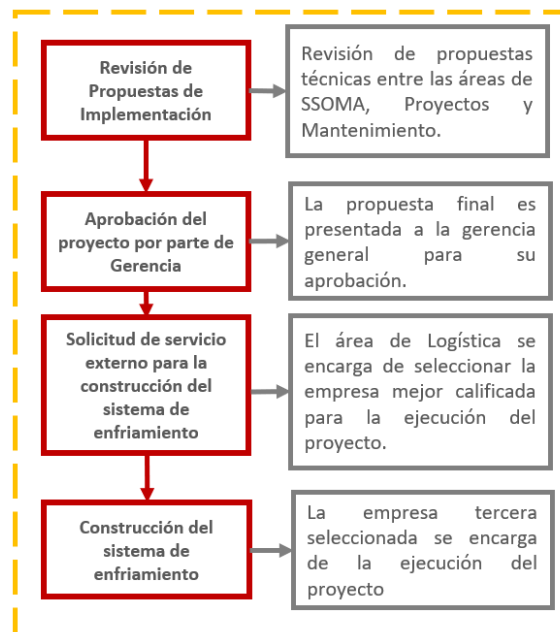 Revisión de
Propuestas de
Implementación
Revisión de propuestas
técnicas entre las áreas de
SSOMA, Proyectos y
Mantenimiento.
Aprobación del
proyecto por parte de
Gerencia
La propuesta final es
presentada a la gerencia
general para su
aprobación.
Solicitud de servicio
externo para la
construcción del
sistema de
enfriamiento
El área de Logística se
encarga de seleccionar la
empresa mejor calificada
para la ejecución del
proyecto.
Construcción del
sistema de
enfriamiento
La empresa tercera
seleccionada se encarga
de la ejecución del
proyecto